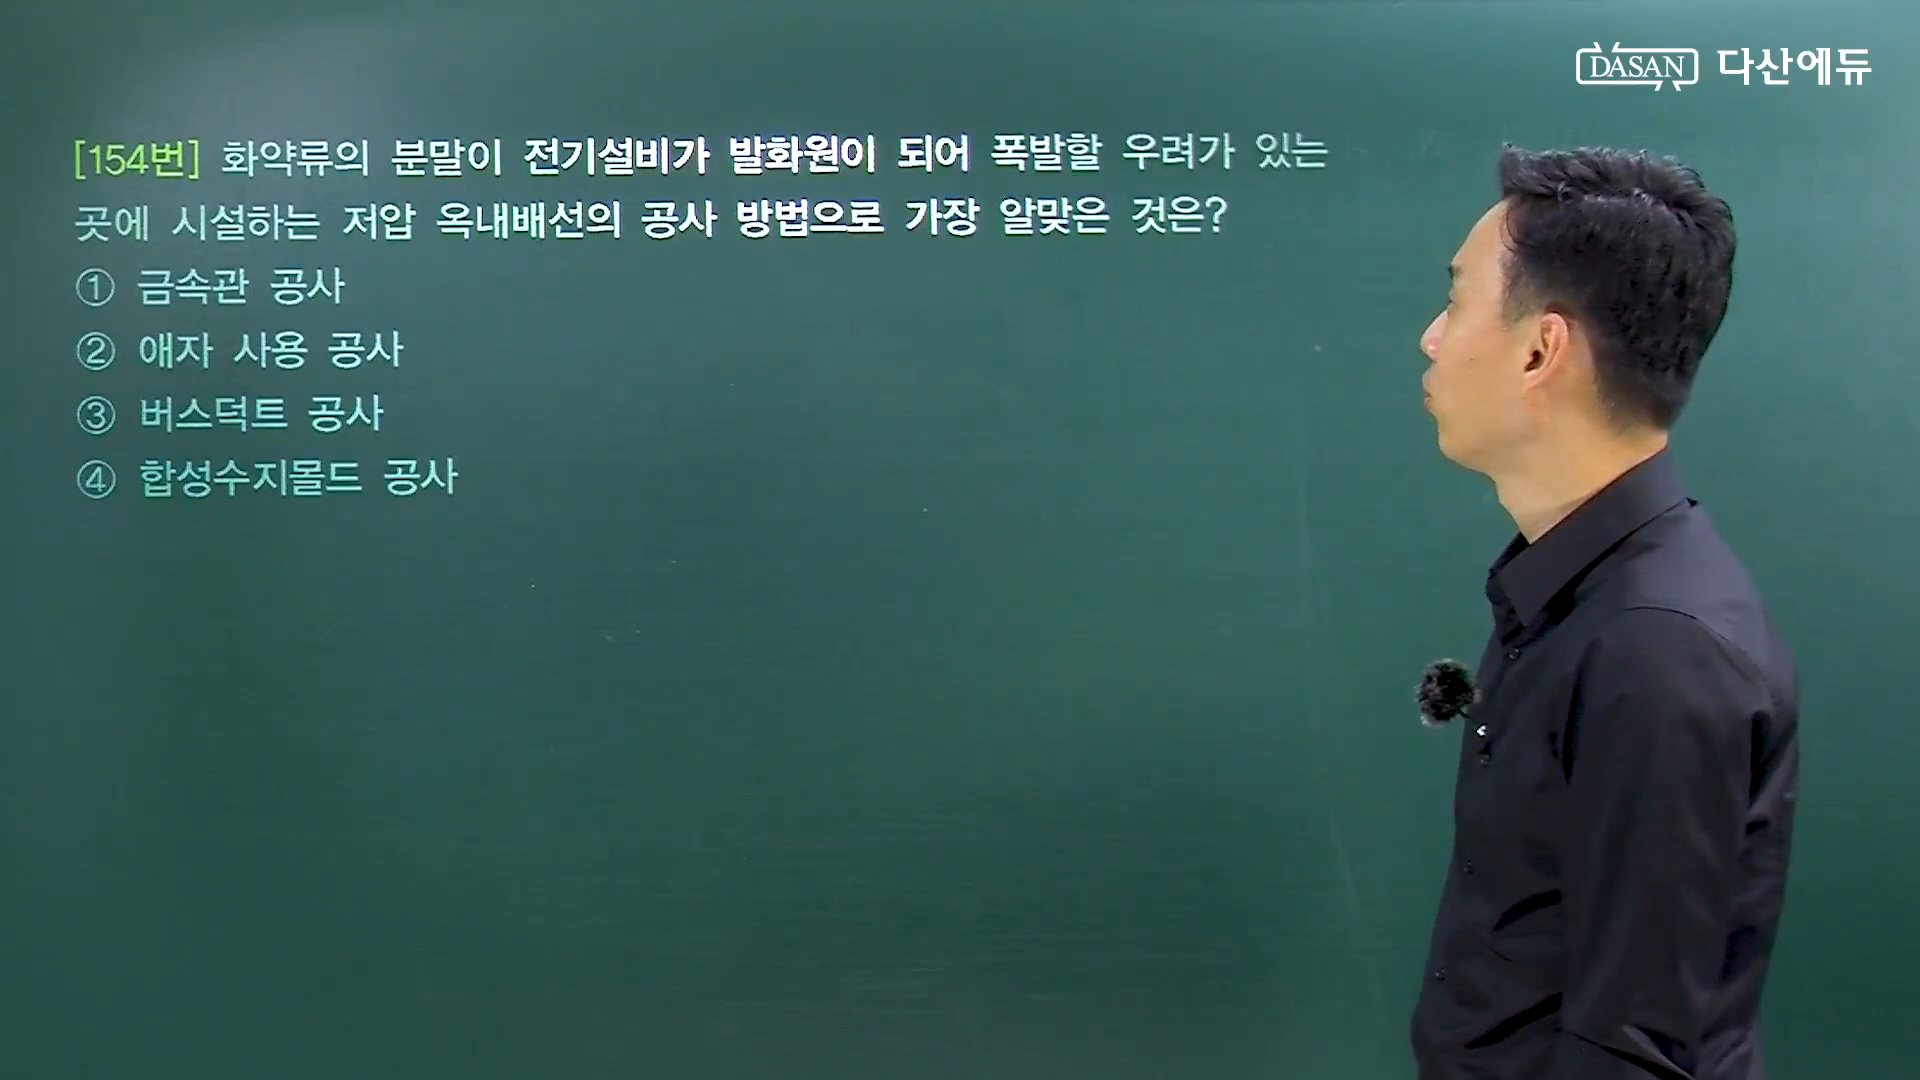 DASAN 다산에듀
[154번] 화약류의 분말이 전기설비가 발화원이 되어 폭발할 우려가 있는
곳에 시설하는 저압 옥내배선의 공사 방법으로 가장 알맞은 것은?
① 금속관 공사
② 애자 사용 공사
③ 버스덕트 공사
④ 합성수지몰드 공사